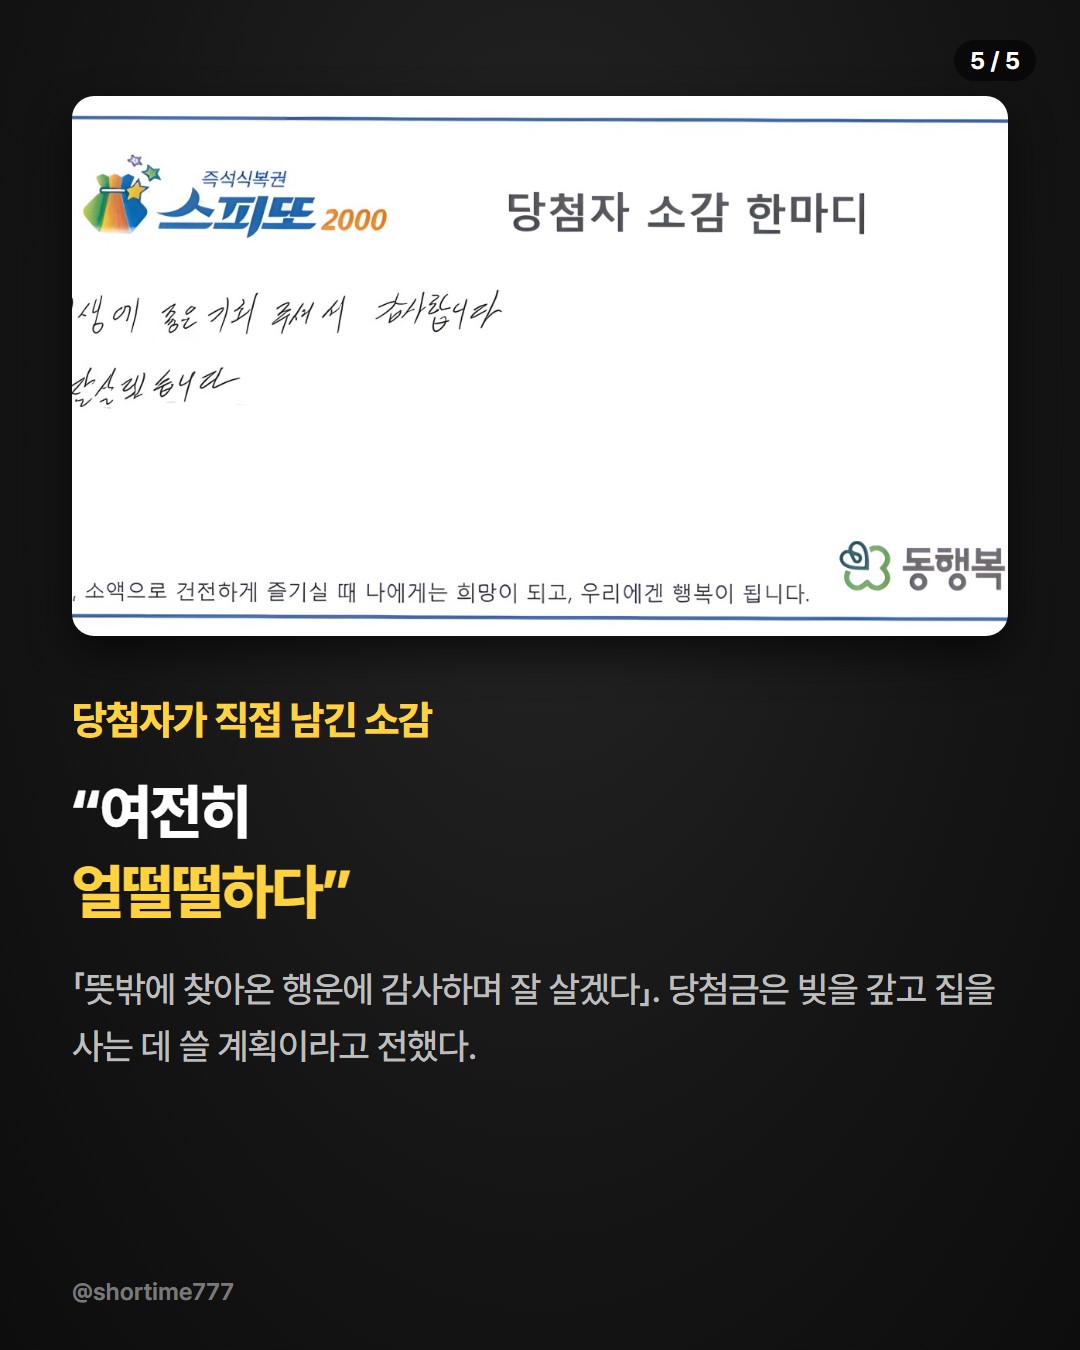 5 / 5
즉석식복권
스피또 2000
당첨자 소감 한마디
생에 좋은 기회 주셔서 감사합니다
잘 살겠습니다
, 소액으로 건전하게 즐기실 때 나에게는 희망이 되고, 우리에겐 행복이 됩니다.
동행복
당첨자가 직접 남긴 소감
“여전히
얼떨떨하다”
「뜻밖에 찾아온 행운에 감사하며 잘 살겠다」. 당첨금은 빚을 갚고 집을
사는 데 쓸 계획이라고 전했다.
@shortime777